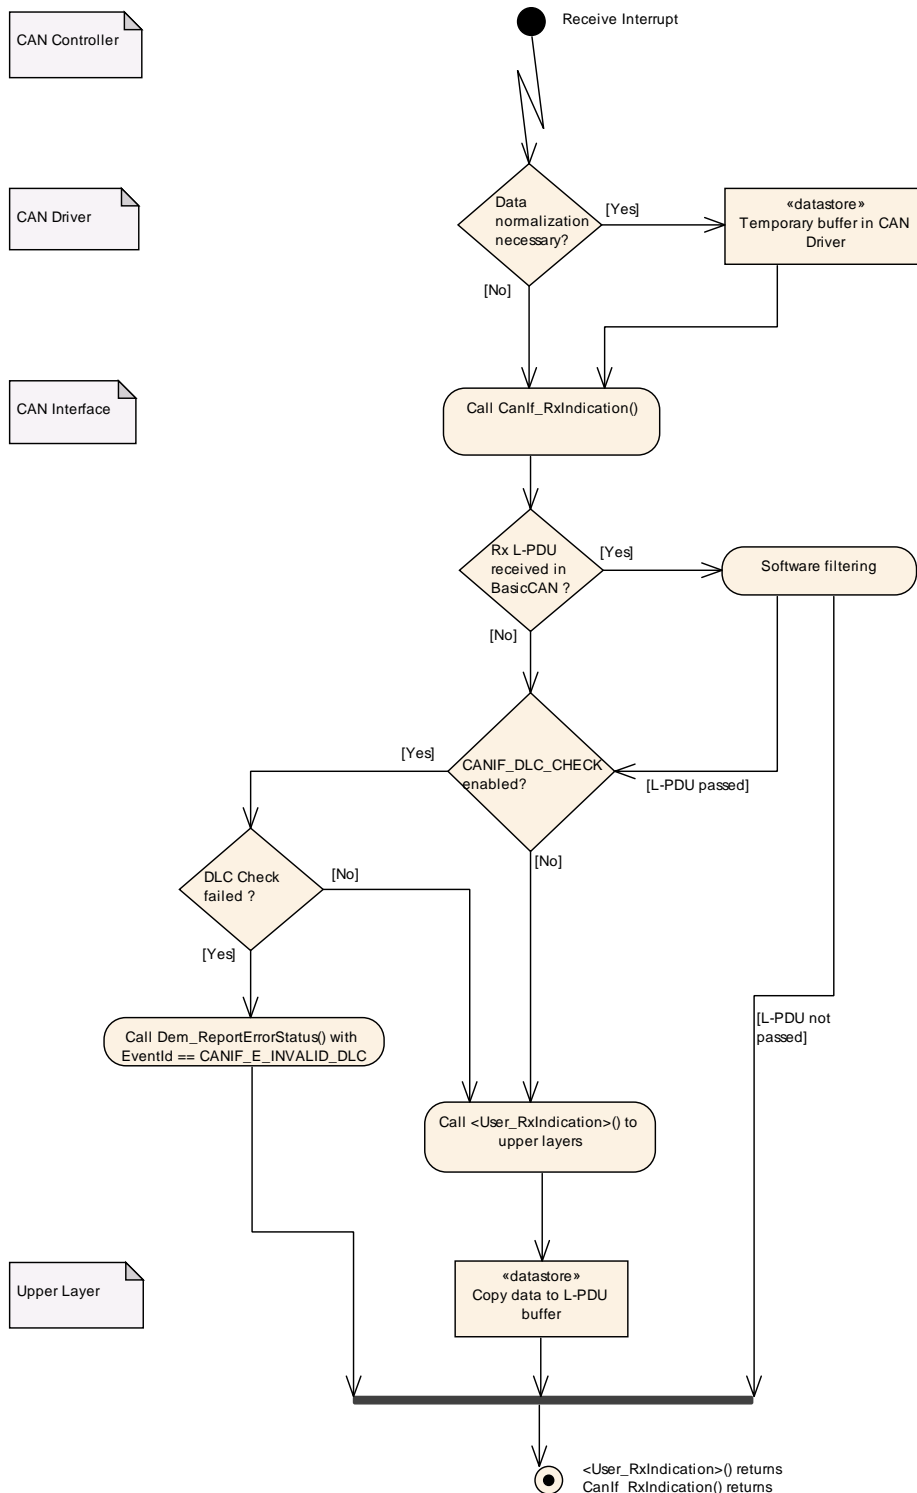 CAN Controller
Receive Interrupt
CAN Driver
Data
normalization
necessary?
[Yes]
«datastore»
Temporary buffer in CAN
Driver
[No]
CAN Interface
Call CanIf_RxIndication()
Rx L-PDU
received in
BasicCAN ?
[Yes]
Software filtering
[No]
[Yes]
CANIF_DLC_CHECK
enabled?
[L-PDU passed]
[No]
DLC Check
failed ?
[No]
[Yes]
[L-PDU not
passed]
Call Dem_ReportErrorStatus() with
EventId == CANIF_E_INVALID_DLC
Call <User_RxIndication>() to
upper layers
Upper Layer
«datastore»
Copy data to L-PDU
buffer
<User_RxIndication>() returns
CanIf_RxIndication() returns